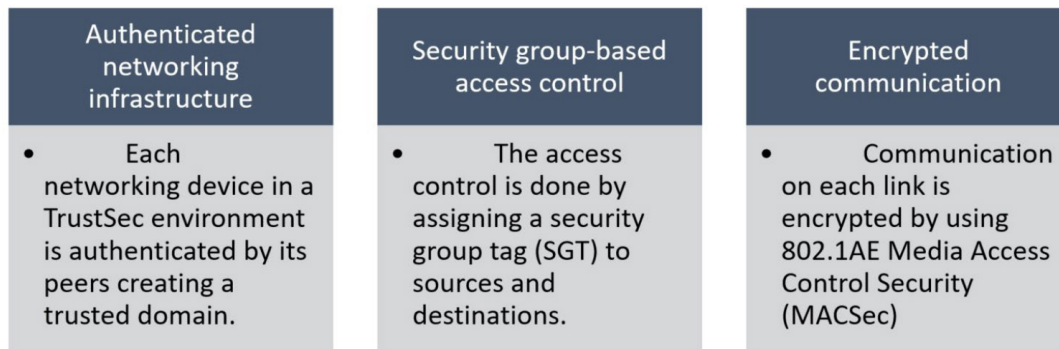 Authenticated
networking
infrastructure
• Each
networking device in a
TrustSec environment
is authenticated by its
peers creating a
trusted domain.
Security group-based
access control
• The access
control is done by
assigning a security
group tag (SGT) to
sources and
destinations.
Encrypted
communication
• Communication
on each link is
encrypted by using
802.1AE Media Access
Control Security
(MACSec)